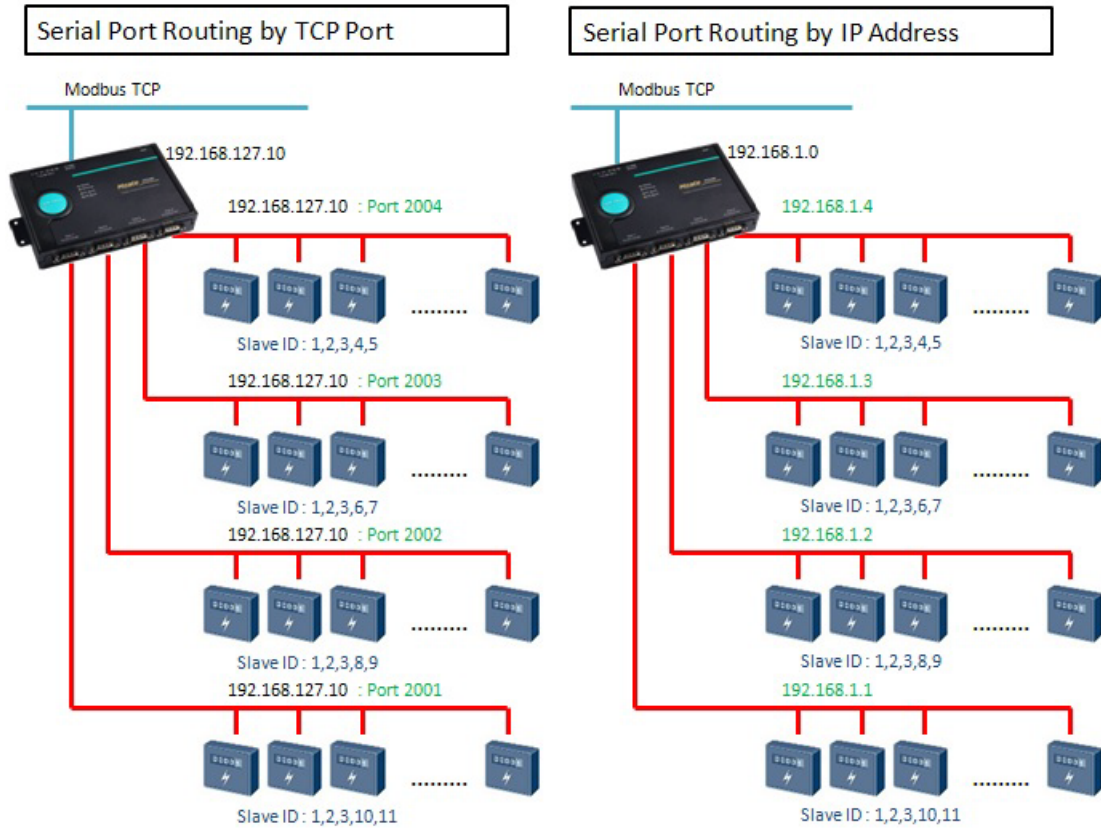 Serial Port Routing by TCP Port
Modbus TCP
192.168.127.10
192.168.127.10 : Port 2004
Slave ID : 1,2,3,4,5
192.168.127.10 : Port 2003
Slave ID : 1,2,3,6,7
192.168.127.10 : Port 2002
Slave ID : 1,2,3,8,9
192.168.127.10 : Port 2001
Slave ID : 1,2,3,10,11
Serial Port Routing by IP Address
Modbus TCP
192.168.1.0
192.168.1.4
Slave ID : 1,2,3,4,5
192.168.1.3
Slave ID : 1,2,3,6,7
192.168.1.2
Slave ID : 1,2,3,8,9
192.168.1.1
Slave ID : 1,2,3,10,11